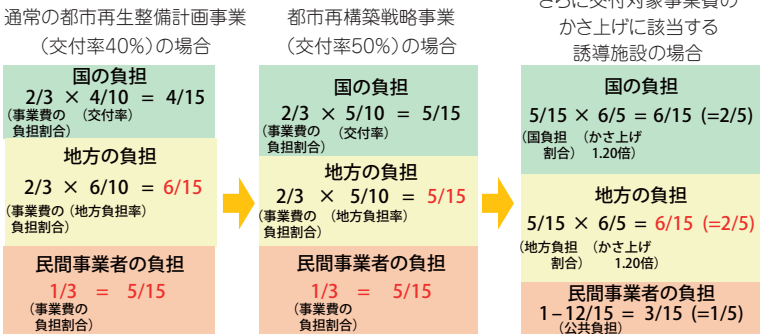 通常の都市再生整備計画事業
(交付率40%)の場合
国の負担
2/3 × 4/10 = 4/15
(事業費の (交付率)
負担割合)
地方の負担
2/3 × 6/10 = 6/15
(事業費の (地方負担率)
負担割合)
民間事業者の負担
1/3 = 5/15
(事業費の
負担割合)
都市再構築戦略事業
(交付率50%)の場合
国の負担
2/3 × 5/10 = 5/15
(事業費の (交付率)
負担割合)
地方の負担
2/3 × 5/10 = 5/15
(事業費の (地方負担率)
負担割合)
民間事業者の負担
1/3 = 5/15
(事業費の
負担割合)
さらに交付対象事業費の
かさ上げに該当する
誘導施設の場合
国の負担
5/15 × 6/5 = 6/15 (=2/5)
(国負担 (かさ上げ
割合) 1.20倍)
地方の負担
5/15 × 6/5 = 6/15 (=2/5)
(地方負担 (かさ上げ
割合) 1.20倍)
民間事業者の負担
1−12/15 = 3/15 (=1/5)
(公共負担)